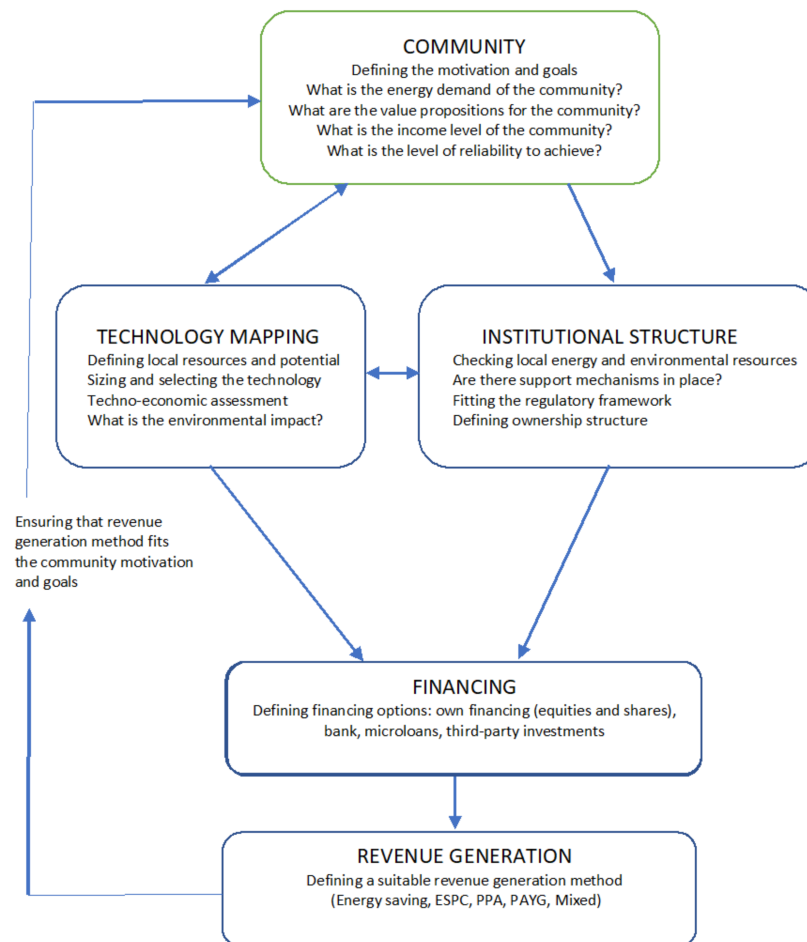 COMMUNITY
Defining the motivation and goals
What is the energy demand of the community?
What are the value propositions for the community?
What is the income level of the community?
What is the level of reliability to achieve?
TECHNOLOGY MAPPING
Defining local resources and potential
Sizing and selecting the technology
Techno-economic assessment
What is the environmental impact?
INSTITUTIONAL STRUCTURE
Checking local energy and environmental resources
Are there support mechanisms in place?
Fitting the regulatory framework
Defining ownership structure
Ensuring that revenue
generation method fits
the community motivation
and goals
FINANCING
Defining financing options: own financing (equities and shares),
bank, microloans, third-party investments
REVENUE GENERATION
Defining a suitable revenue generation method
(Energy saving, ESPC, PPA, PAYG, Mixed)